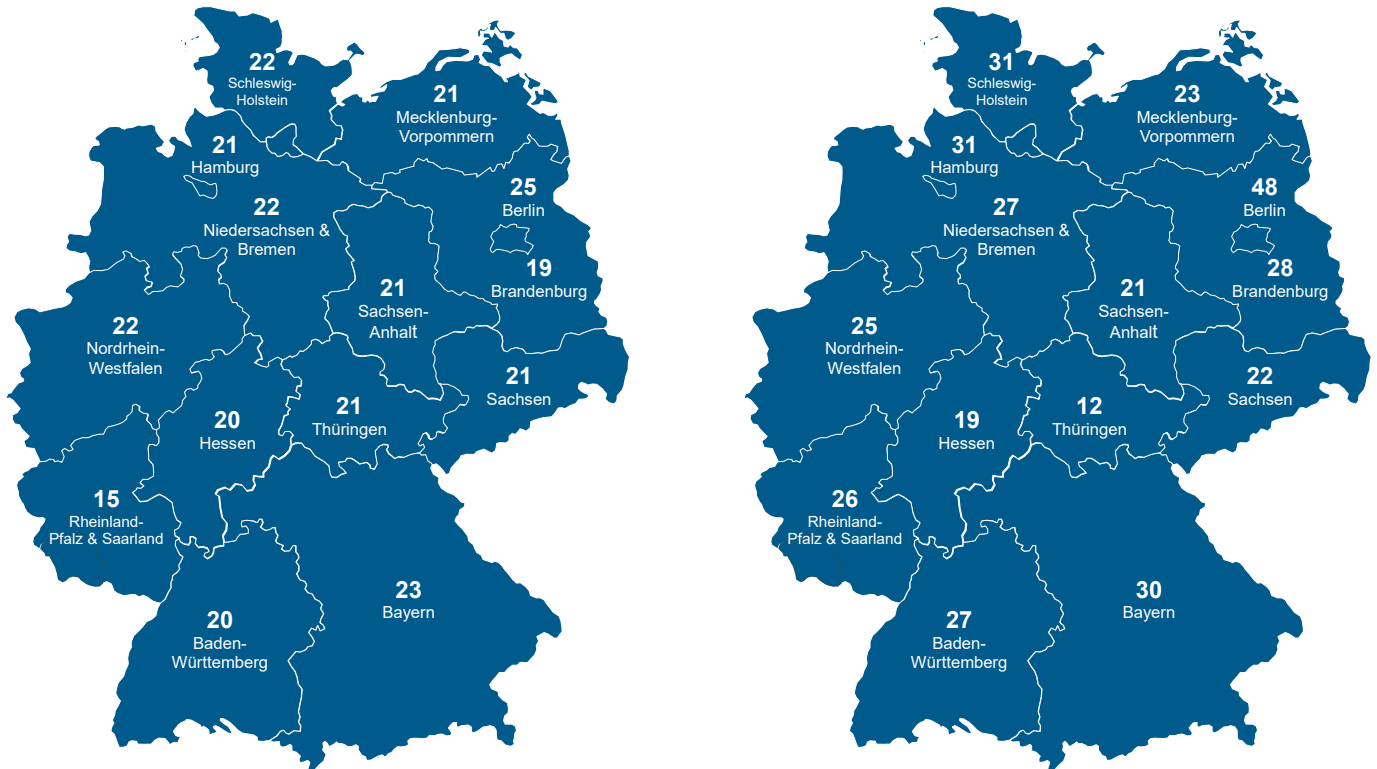 22
Schleswig-
Holstein
21
Mecklenburg-
Vorpommern
21
Hamburg
25
Berlin
22
Niedersachsen &
Bremen
19
Brandenburg
21
Sachsen-
Anhalt
22
Nordrhein-
Westfalen
21
Sachsen
21
Thüringen
20
Hessen
15
Rheinland-
Pfalz & Saarland
23
Bayern
20
Baden-
Württemberg
31
Schleswig-
Holstein
23
Mecklenburg-
Vorpommern
31
Hamburg
48
Berlin
27
Niedersachsen &
Bremen
28
Brandenburg
21
Sachsen-
Anhalt
25
Nordrhein-
Westfalen
22
Sachsen
12
Thüringen
19
Hessen
26
Rheinland-
Pfalz & Saarland
30
Bayern
27
Baden-
Württemberg